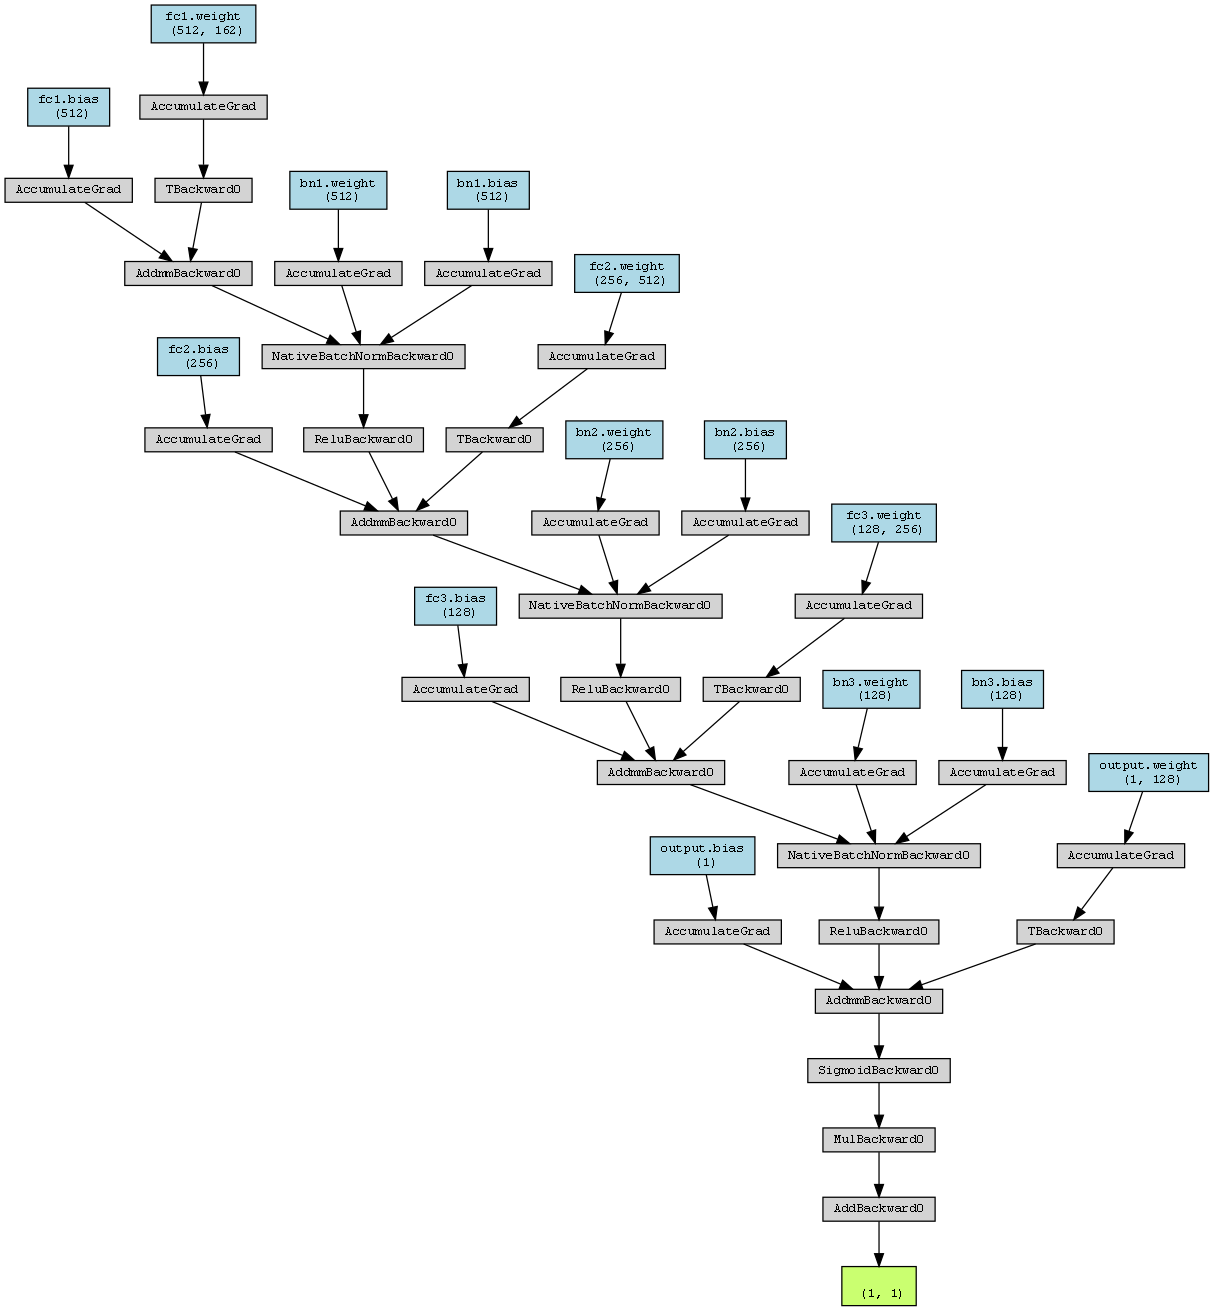 fc1.weight
(512, 162)
fc1.bias
(512)
AccumulateGrad
AccumulateGrad
TBackward0
bn1.weight
(512)
bn1.bias
(512)
AddmmBackward0
AccumulateGrad
AccumulateGrad
fc2.weight
(256, 512)
fc2.bias
(256)
NativeBatchNormBackward0
AccumulateGrad
AccumulateGrad
ReluBackward0
TBackward0
bn2.weight
(256)
bn2.bias
(256)
AddmmBackward0
AccumulateGrad
AccumulateGrad
fc3.weight
(128, 256)
fc3.bias
(128)
NativeBatchNormBackward0
AccumulateGrad
AccumulateGrad
ReluBackward0
TBackward0
bn3.weight
(128)
bn3.bias
(128)
AddmmBackward0
AccumulateGrad
AccumulateGrad
output.weight
(1, 128)
output.bias
(1)
NativeBatchNormBackward0
AccumulateGrad
AccumulateGrad
ReluBackward0
TBackward0
AddmmBackward0
SigmoidBackward0
MulBackward0
AddBackward0
(1, 1)